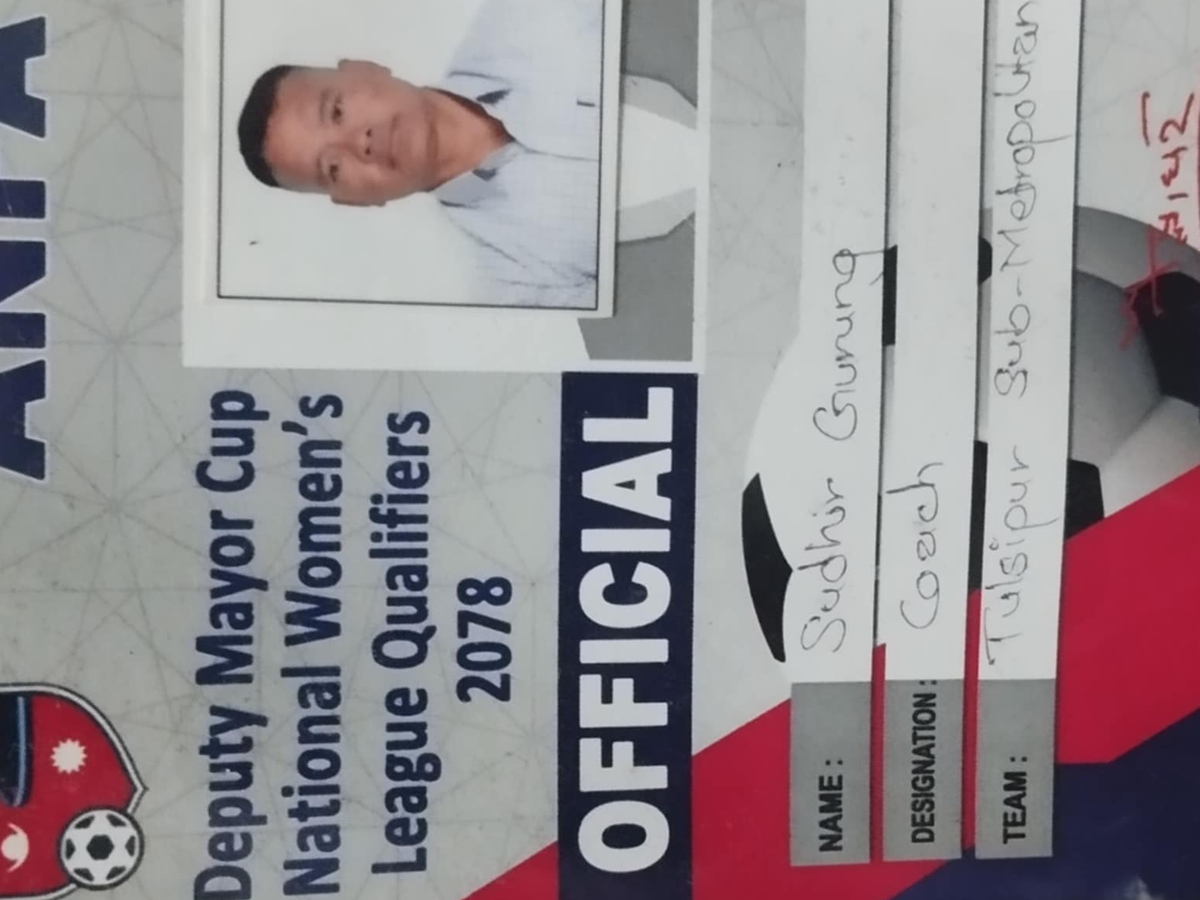 ANFA
Deputy Mayor Cup
National Women's
League Qualifiers
2078
OFFICIAL
NAME : Sudhir Gurung
DESIGNATION : Coach
TEAM : Tulsipur Sub-Metropolitan